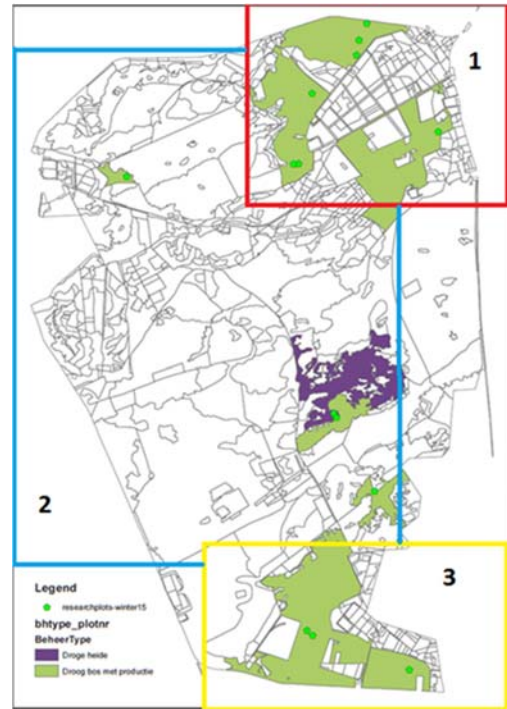 1
2
3
Legend
researchplots-winter15
bhtype_plotnr
BeheerType
Droge heide
Droog bos met productie